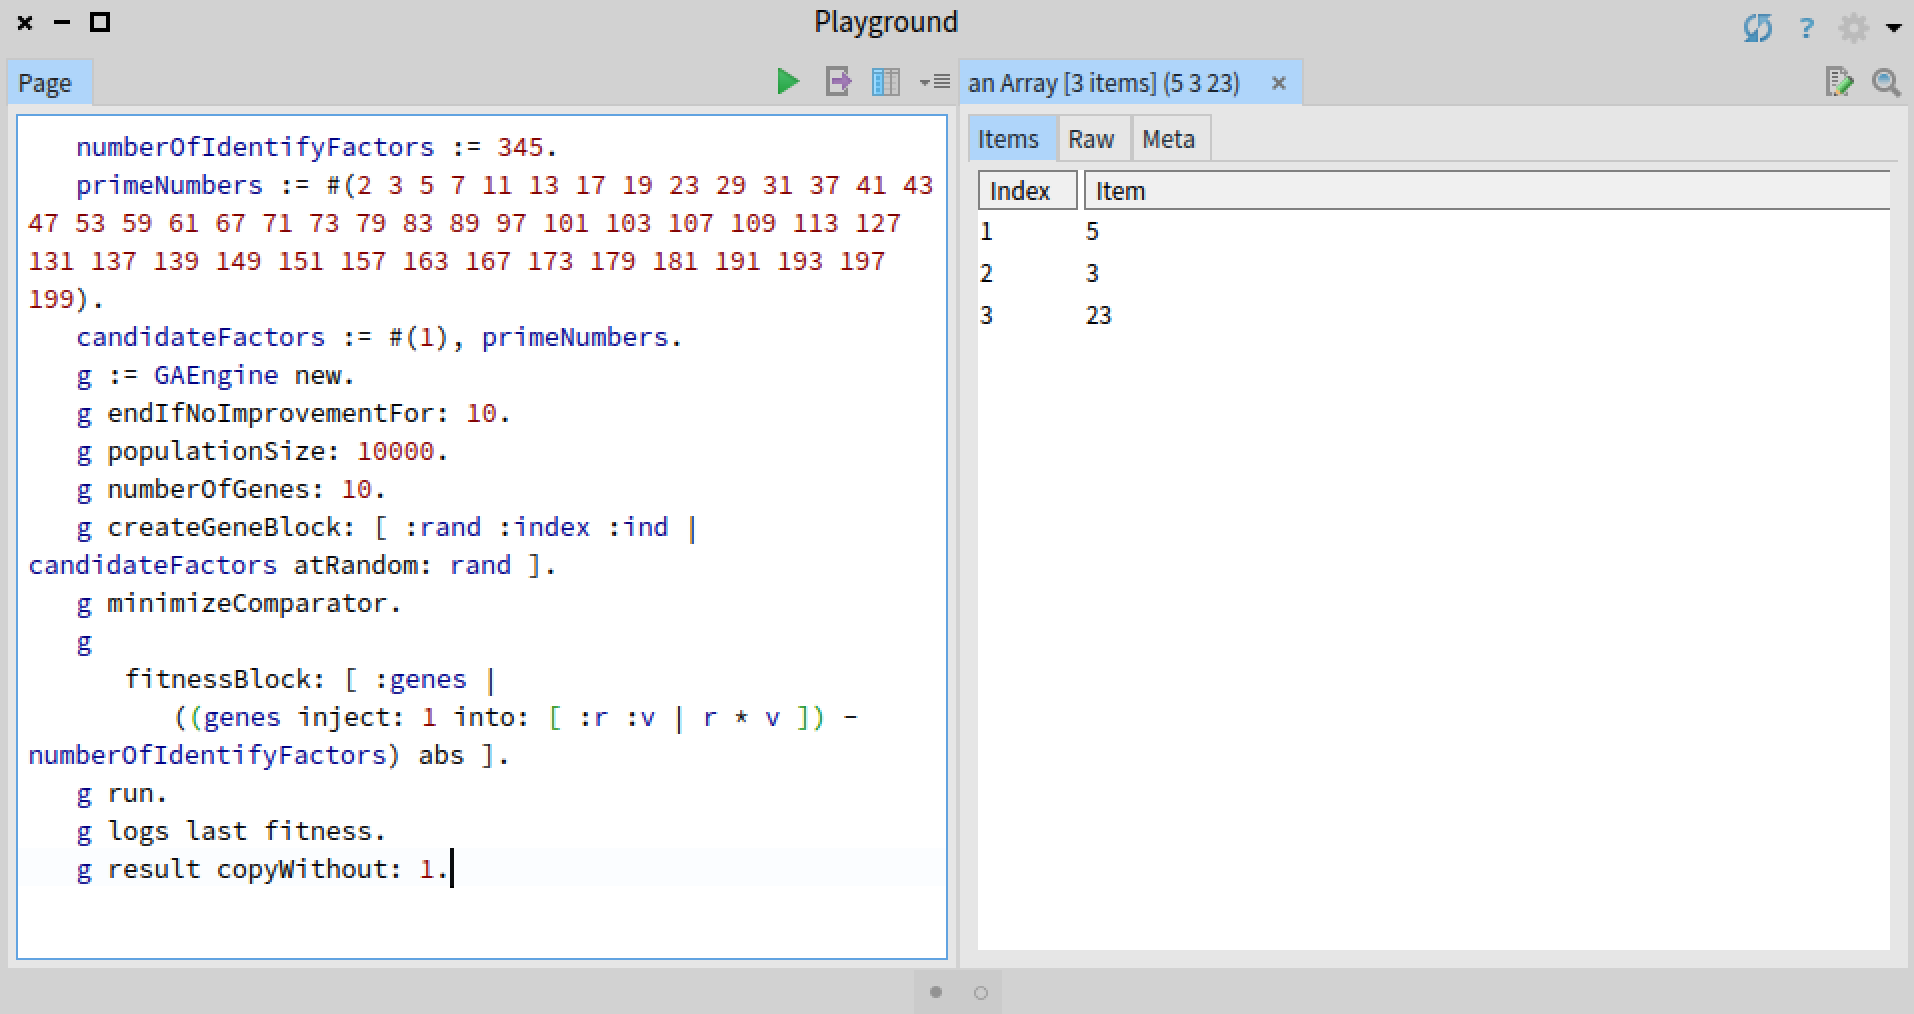 Playground
?
Page
an Array [3 items] (5 3 23)
numberOfIdentifyFactors := 345.
primeNumbers := #(2 3 5 7 11 13 17 19 23 29 31 37 41 43
47 53 59 61 67 71 73 79 83 89 97 101 103 107 109 113 127
131 137 139 149 151 157 163 167 173 179 181 191 193 197
199).
candidateFactors := #(1), primeNumbers.
g := GAEngine new.
g endIfNoImprovementFor: 10.
g populationSize: 10000.
g numberOfGenes: 10.
g createGeneBlock: [ :rand :index :ind |
candidateFactors atRandom: rand ].
g minimizeComparator.
g
fitnessBlock: [ :genes |
((genes inject: 1 into: [ :r :v | r * v ]) -
numberOfIdentifyFactors) abs ].
g run.
g logs last fitness.
g result copyWithout: 1.
Items Raw Meta
Index Item
1 5
2 3
3 23